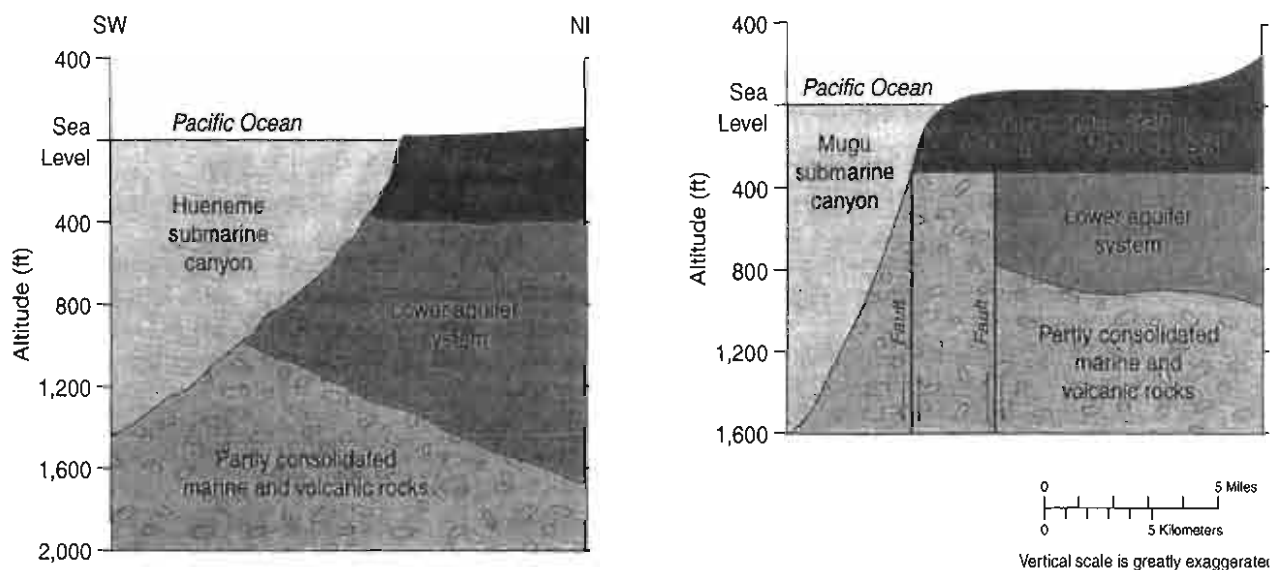 SW
NI
400
Sea
Level
400
800
1,200
1,600
2,000
Altitude (ft)
Pacific Ocean
Hueneme
submarine
canyon
Lower aquifer
ystem
Partly consolidated
marine and volcanic rocks
400
Sea
Level
400
800
1,200
1,600
Altitude (ft)
Pacific Ocean
Mugu
submarine
canyon
Fault
Fault
Lower aquifer
system
Partly consolidated
marine and
volcanic rocks
0 5 Miles
0 5 Kilometers
Vertical scale is greatly exaggerate